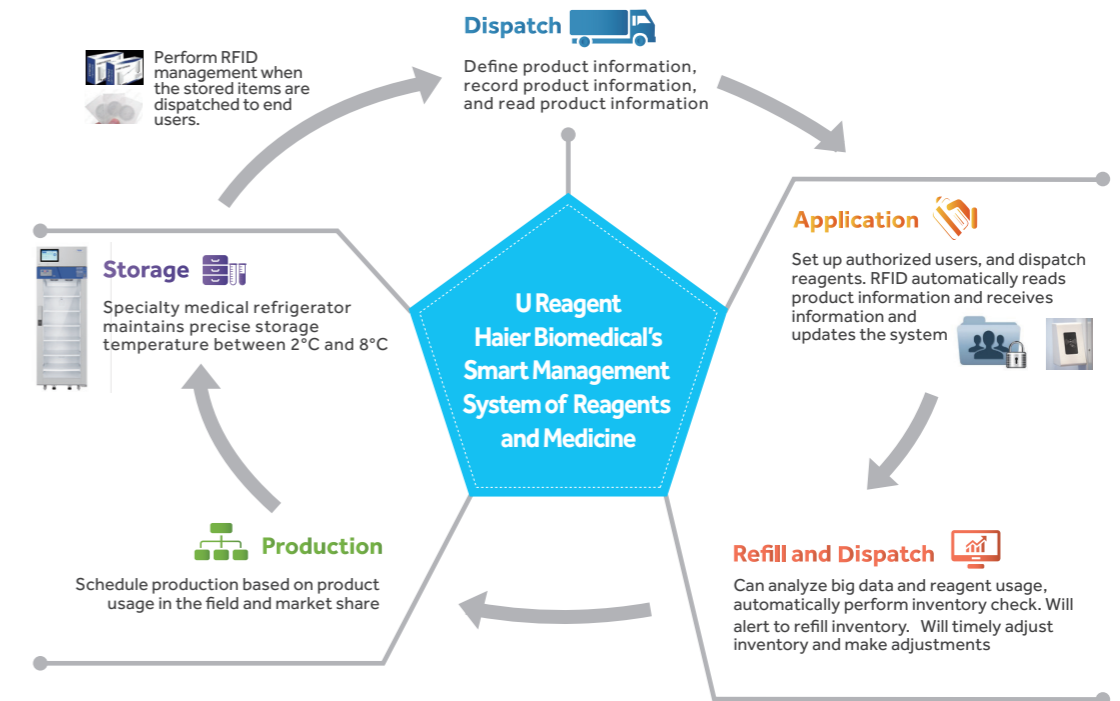 Dispatch
Define product information,
record product information,
and read product information
Perform RFID
management when
the stored items are
dispatched to end
users.
Application
Set up authorized users, and dispatch
reagents. RFID automatically reads
product information and receives
information and
updates the system
Storage
Specialty medical refrigerator
maintains precise storage
temperature between 2°C and 8°C
U Reagent
Haier Biomedical's
Smart Management
System of Reagents
and Medicine
Production
Schedule production based on product
usage in the field and market share
Refill and Dispatch
Can analyze big data and reagent usage,
automatically perform inventory check. Will
alert to refill inventory. Will timely adjust
inventory and make adjustments